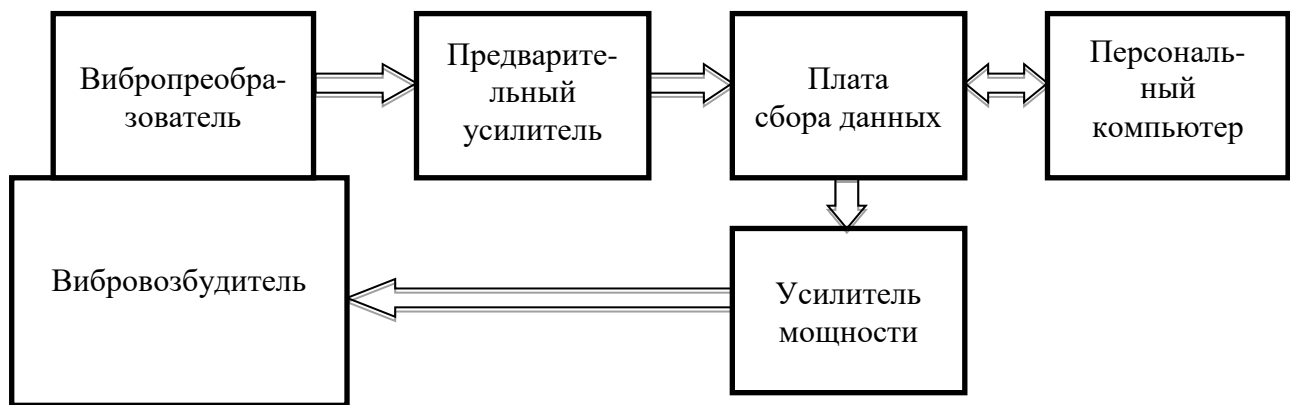 Вибропреобра-
зователь
Предварите-
льный
усилитель
Плата
сбора данных
Персональ-
ный
компьютер
Вибровозбудитель
Усилитель
мощности